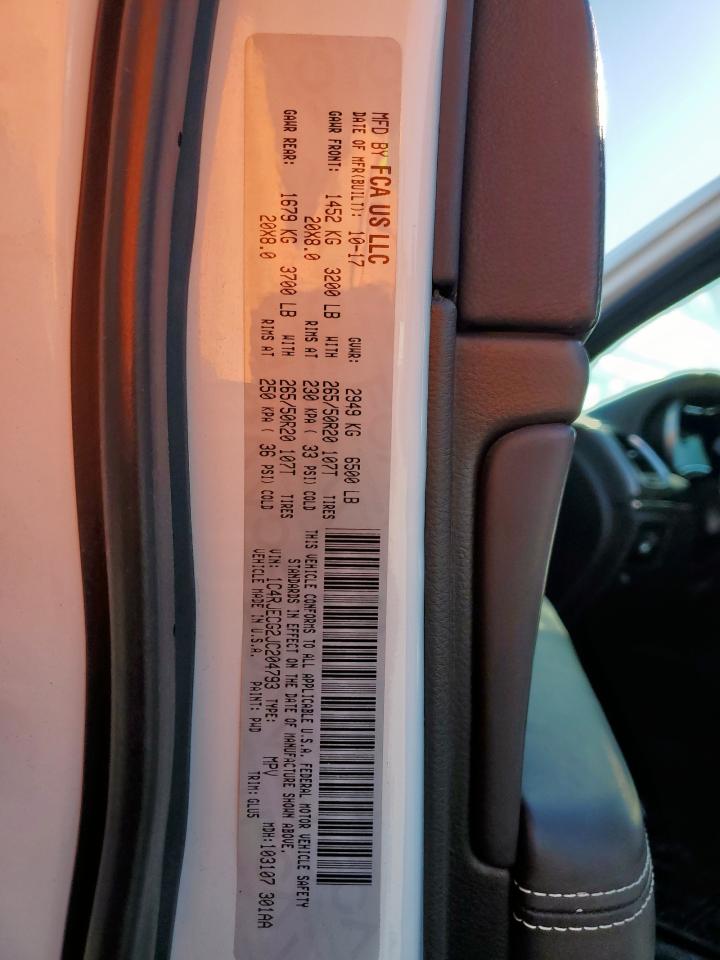 MFD BY FCA US LLC
DATE OF MFR(BUILT): 10-17 GVWR: 2949 KG 6500 LB
GAWR FRONT: 1452 KG 3200 LB WITH 265/50R20 107T TIRES
20X8.0 RIMS AT 230 KPA ( 33 PSI) COLD
GAWR REAR: 1679 KG 3700 LB WITH 265/50R20 107T TIRES
20X8.0 RIMS AT 250 KPA ( 36 PSI) COLD
THIS VEHICLE CONFORMS TO ALL APPLICABLE U.S.A. FEDERAL MOTOR VEHICLE SAFETY
STANDARDS IN EFFECT ON THE DATE OF MANUFACTURE SHOWN ABOVE.
VIN: 1C4RJECG2JC204793 TYPE: MPV MDH:103107 301AA
VEHICLE MADE IN U.S.A. PAINT: PWD TRIM: GLU5